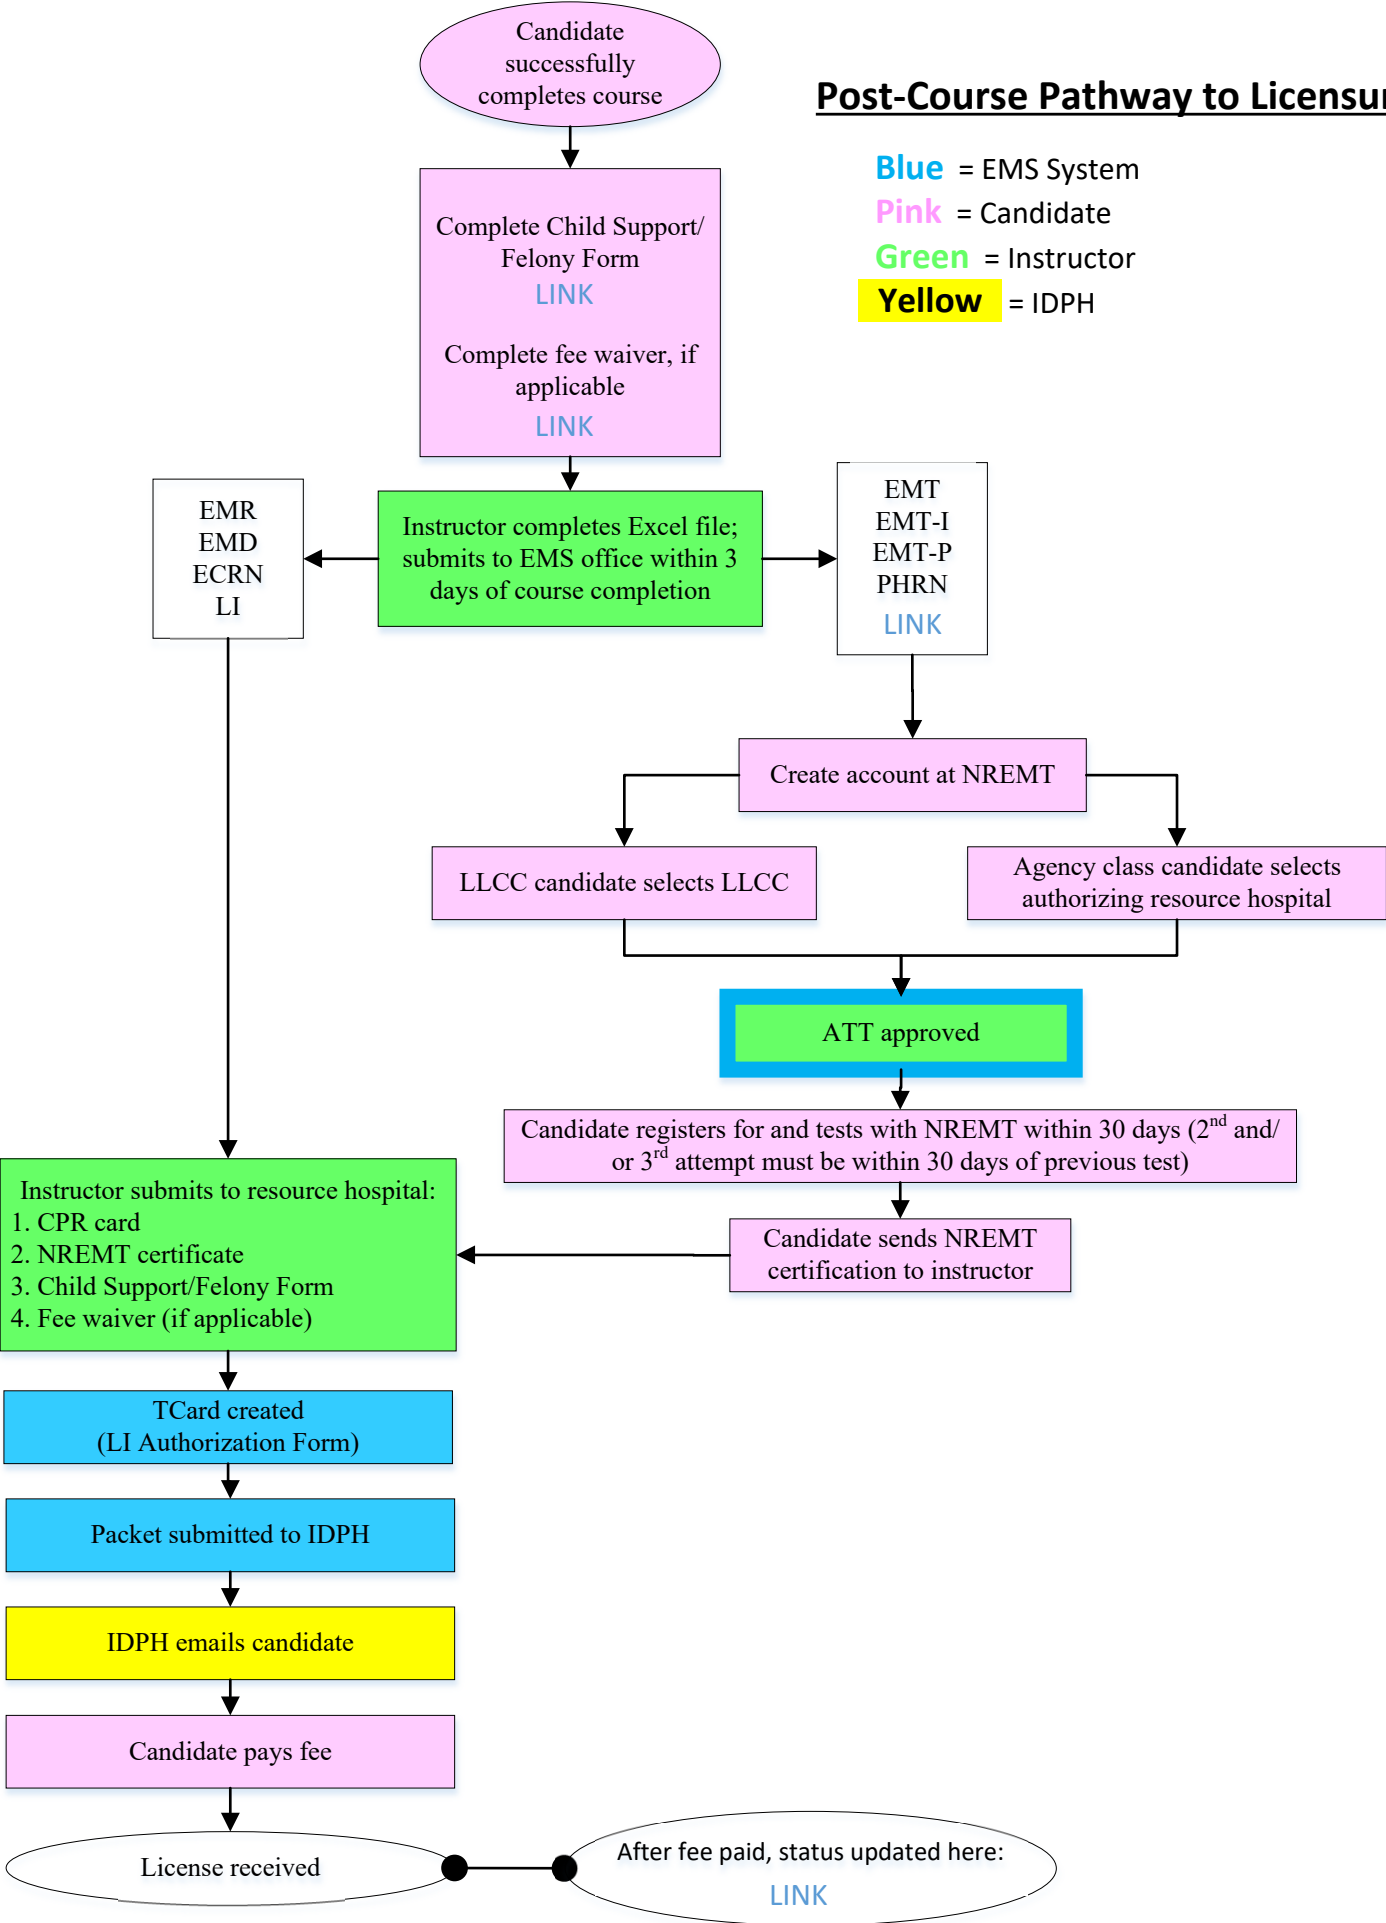 Candidate
successfully
completes course
Post-Course Pathway to Licensur
Blue = EMS System
Pink = Candidate
Green = Instructor
Yellow = IDPH
Complete Child Support/
Felony Form
LINK
Complete fee waiver, if
applicable
LINK
EMR
EMD
ECRN
LI
Instructor completes Excel file;
submits to EMS office within 3
days of course completion
EMT
EMT-I
EMT-P
PHRN
LINK
Create account at NREMT
LLCC candidate selects LLCC
Agency class candidate selects
authorizing resource hospital
ATT approved
Candidate registers for and tests with NREMT within 30 days (2nd and/
or 3rd attempt must be within 30 days of previous test)
Candidate sends NREMT
certification to instructor
Instructor submits to resource hospital:
1. CPR card
2. NREMT certificate
3. Child Support/Felony Form
4. Fee waiver (if applicable)
TCard created
(LI Authorization Form)
Packet submitted to IDPH
IDPH emails candidate
Candidate pays fee
License received
After fee paid, status updated here:
LINK